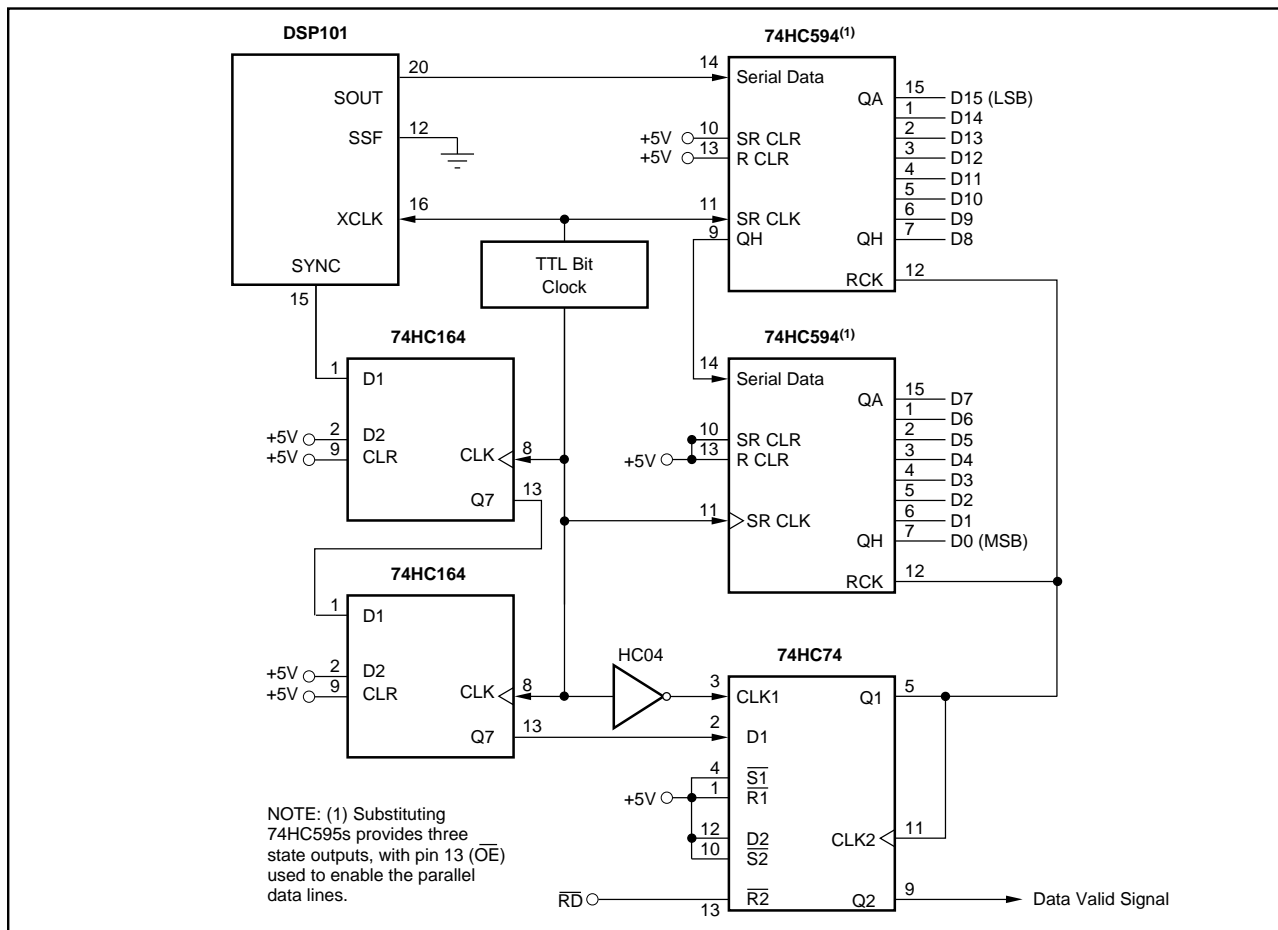 DSP101
SOUT
20
SSF
12
XCLK
16
SYNC
15
74HC594(1)
14
Serial Data
QA
15
D15 (LSB)
1
D14
+5V
10
SR CLR
2
D13
+5V
13
R CLR
3
D12
4
D11
5
D10
11
SR CLK
6
D9
9
QH
QH
7
D8
RCK
12
TTL Bit
Clock
74HC164
1
D1
+5V
2
D2
+5V
9
CLR
CLK
8
Q7
13
74HC594(1)
14
Serial Data
QA
15
D7
1
D6
10
SR CLR
2
D5
+5V
13
R CLR
3
D4
4
D3
5
D2
11
SR CLK
6
D1
QH
7
D0 (MSB)
RCK
12
74HC164
1
D1
+5V
2
D2
+5V
9
CLR
CLK
8
Q7
13
HC04
74HC74
3
CLK1
Q1
5
2
D1
4
S1
+5V
1
R1
12
D2
CLK2
11
10
S2
RD
13
R2
Q2
9
Data Valid Signal
NOTE: (1) Substituting
74HC595s provides three
state outputs, with pin 13 (OE)
used to enable the parallel
data lines.